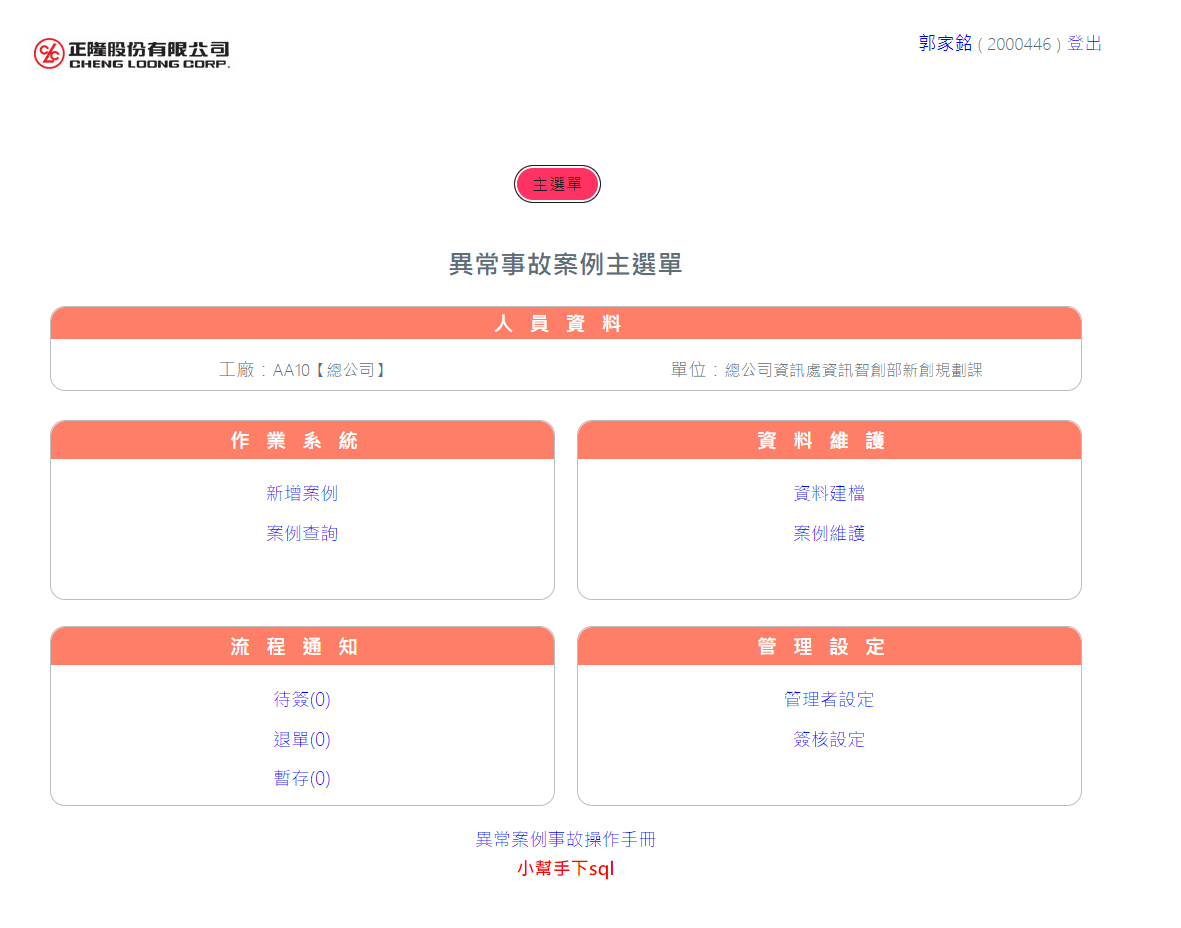 正隆股份有限公司
CHENG LOONG CORP.
郭家銘 ( 2000446 ) 登出
主選單
異常事故案例主選單
人 員 資 料
工廠：AA10【總公司】 單位：總公司資訊處資訊智創部新創規劃課
作 業 系 統
新增案例
案例查詢
資 料 維 護
資料建檔
案例維護
流 程 通 知
待簽(0)
退單(0)
暫存(0)
管 理 設 定
管理者設定
簽核設定
異常案例事故操作手冊
小幫手下sql